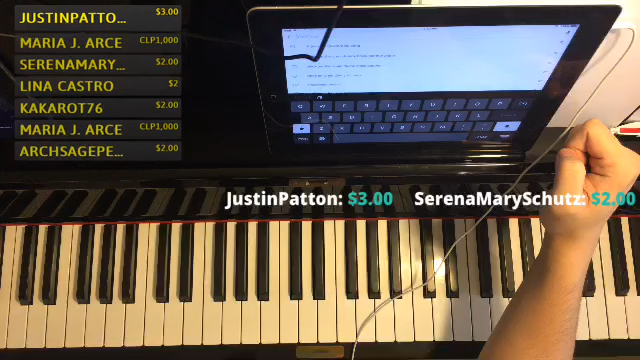 JUSTINPATTO... $3.00
MARIA J. ARCE CLP1,000
SERENAMARY... $2.00
LINA CASTRO $2
KAKAROT76 $2.00
MARIA J. ARCE CLP1,000
ARCHSAGEPE... $2.00
JustinPatton: $3.00 SerenaMarySchutz: $2.00